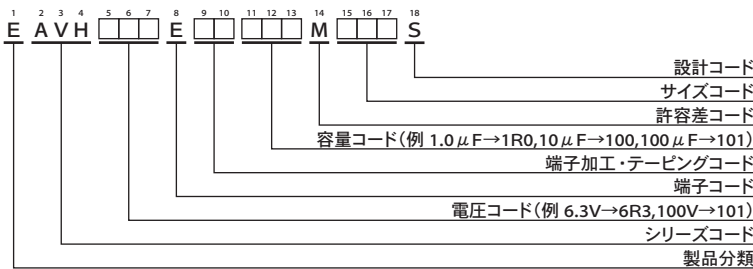 1 2 3 4 5 6 7 8 9 10 11 12 13 14 15 16 17 18
E A V H □□□ E □□ □□□ M □□□ S
設計コード
サイズコード
許容差コード
容量コード(例 1.0μF→1R0,10μF→100,100μF→101)
端子加工・テーピングコード
端子コード
電圧コード(例 6.3V→6R3,100V→101)
シリーズコード
製品分類